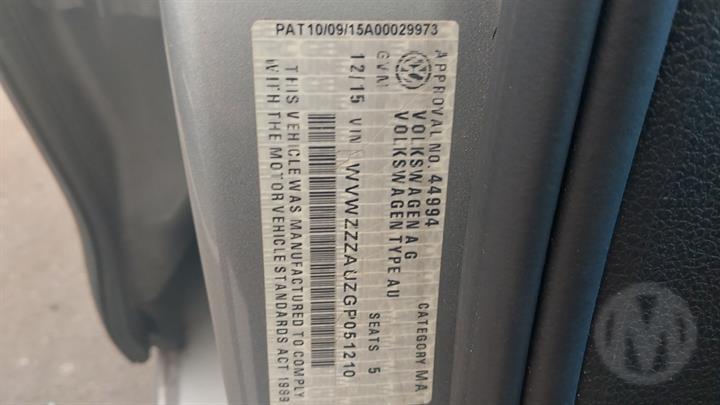 PAT10/09/15A00029973
APPROVAL NO. 44994
VOLKSWAGEN AG
VOLKSWAGEN TYPE AU CATEGORY MA
GVM SEATS 5
12/15 VIN WVWZZZAUZGP051210
THIS VEHICLE WAS MANUFACTURED TO COMPLY
WITH THE MOTOR VEHICLE STANDARDS ACT 1989